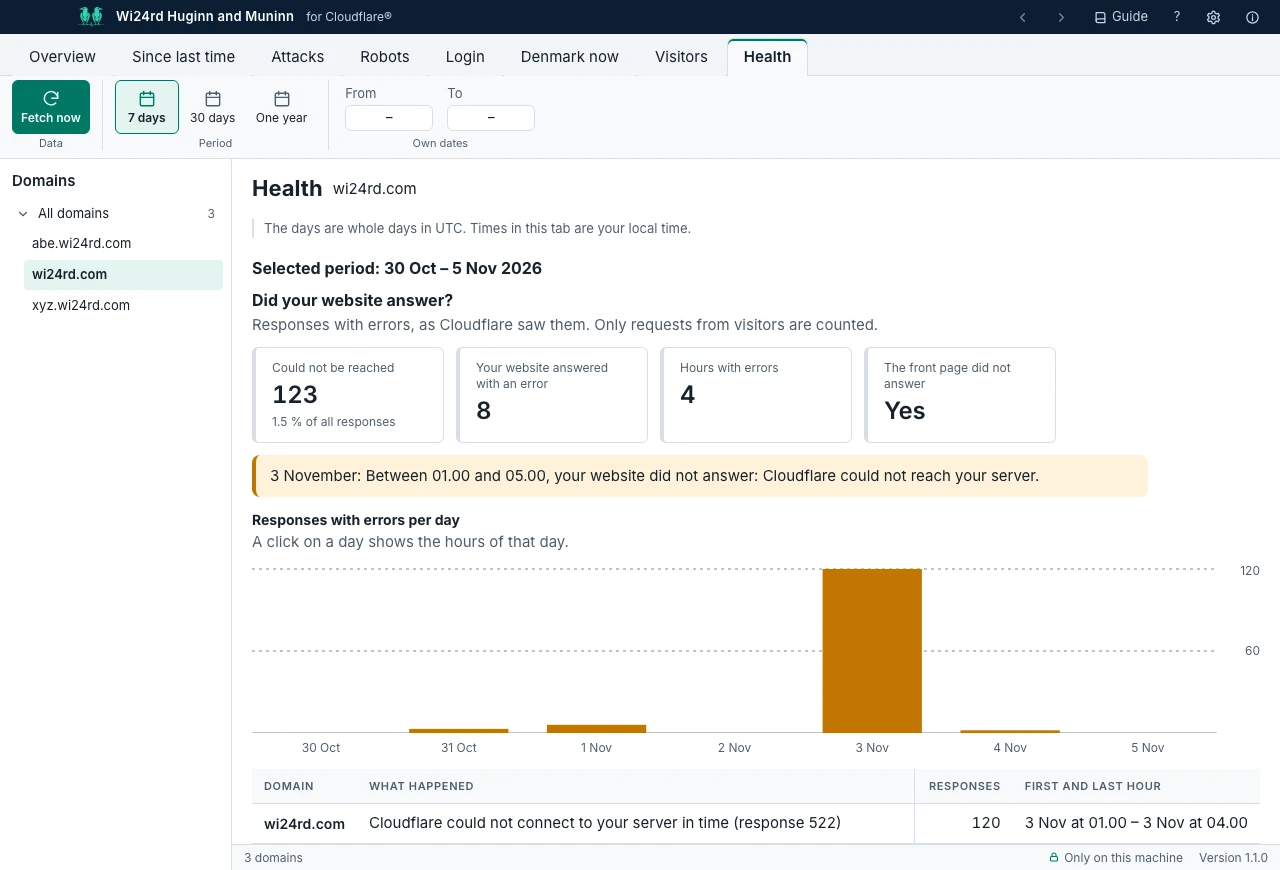 Wi24rd Huginn and Muninn for Cloudflare®
Guide ?
Overview Since last time Attacks Robots Login Denmark now Visitors Health
Fetch now
Data
7 days 30 days One year
Period
From To
– –
Own dates
Domains
All domains 3
abe.wi24rd.com
wi24rd.com
xyz.wi24rd.com
Health wi24rd.com
The days are whole days in UTC. Times in this tab are your local time.
Selected period: 30 Oct – 5 Nov 2026
Did your website answer?
Responses with errors, as Cloudflare saw them. Only requests from visitors are counted.
Could not be reached
123
1.5 % of all responses
Your website answered
with an error
8
Hours with errors
4
The front page did not
answer
Yes
3 November: Between 01.00 and 05.00, your website did not answer: Cloudflare could not reach your server.
Responses with errors per day
A click on a day shows the hours of that day.
120
60
30 Oct 31 Oct 1 Nov 2 Nov 3 Nov 4 Nov 5 Nov
DOMAIN WHAT HAPPENED RESPONSES FIRST AND LAST HOUR
wi24rd.com Cloudflare could not connect to your server in time (response 522) 120 3 Nov at 01.00 – 3 Nov at 04.00
3 domains Only on this machine Version 1.1.0